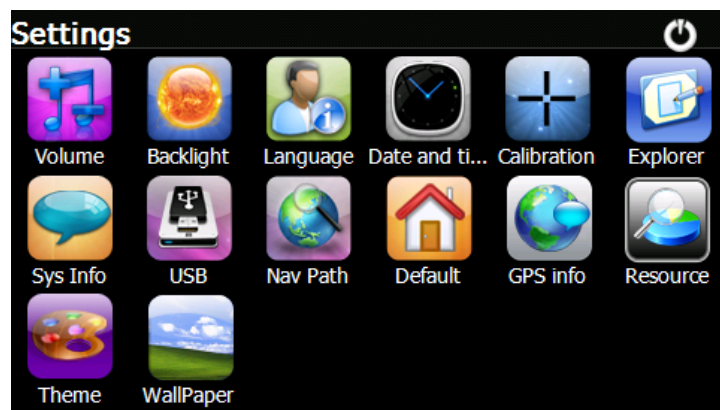 Settings
Volume Backlight Language Date and ti... Calibration Explorer
Sys Info USB Nav Path Default GPS info Resource
Theme WallPaper